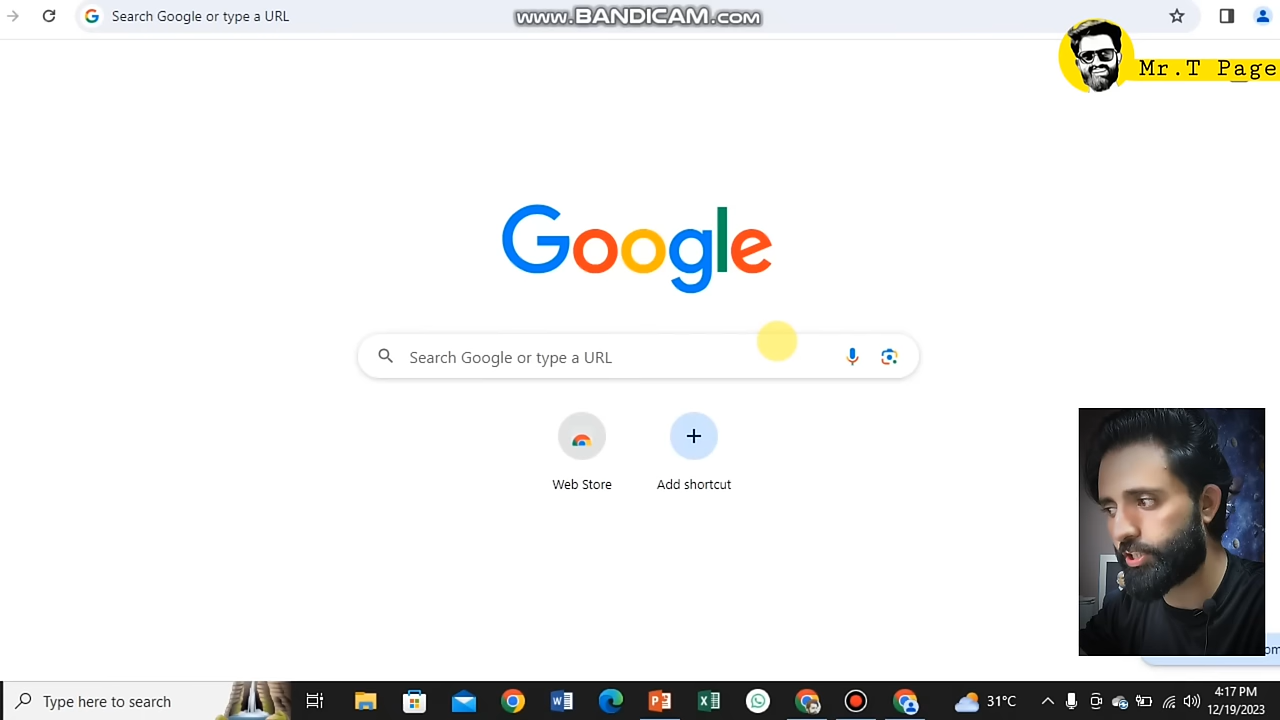 Search Google or type a URL
www.BANDICAM.com
Mr.T Page
Google
Search Google or type a URL
Web Store
Add shortcut
Type here to search
31°C
4:17 PM
12/19/2023